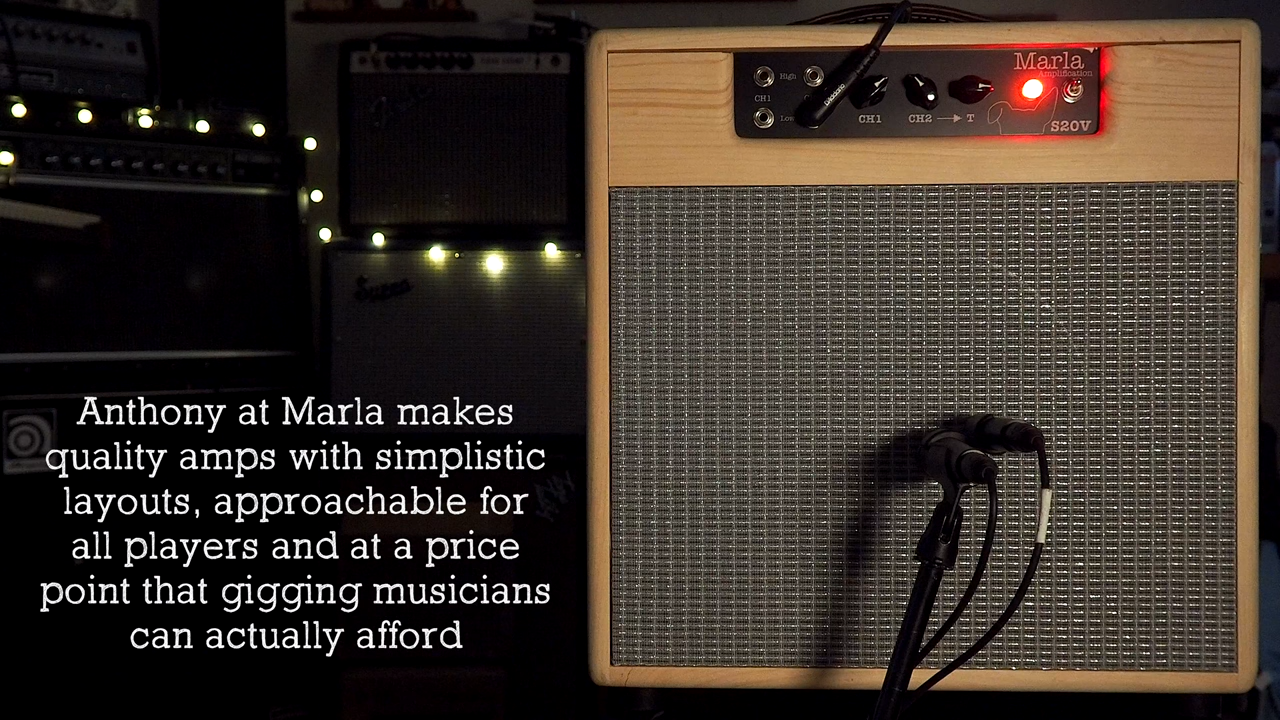 Marla
Amplification
High
CH1
Low
CH1
CH2
T
S20V
Supro
Anthony at Marla makes
quality amps with simplistic
layouts, approachable for
all players and at a price
point that gigging musicians
can actually afford